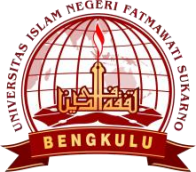 UNIVERSITAS ISLAM NEGERI FATMAWATI SUKARNO
BENGKULU